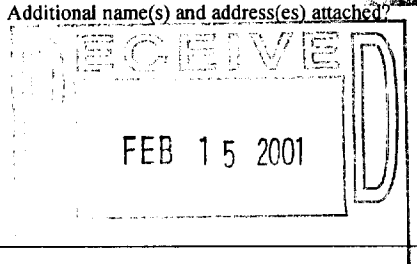 Additional name(s) and address(es) attached?
RECEIVED
FEB 15 2001